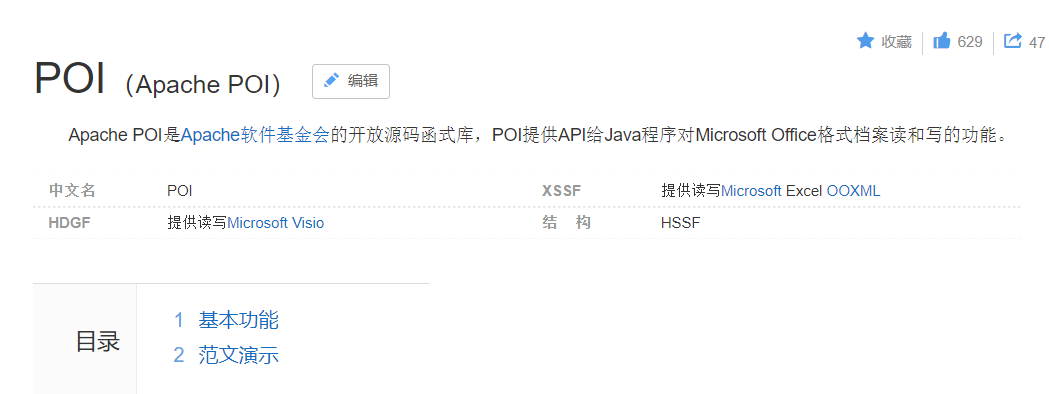 收藏 629 47
POI（Apache POI） 编辑
Apache POI是Apache软件基金会的开放源码函式库，POI提供API给Java程序对Microsoft Office格式档案读和写的功能。
中文名 POI XSSF 提供读写Microsoft Excel OOXML
HDGF 提供读写Microsoft Visio 结 构 HSSF
目录
1 基本功能
2 范文演示